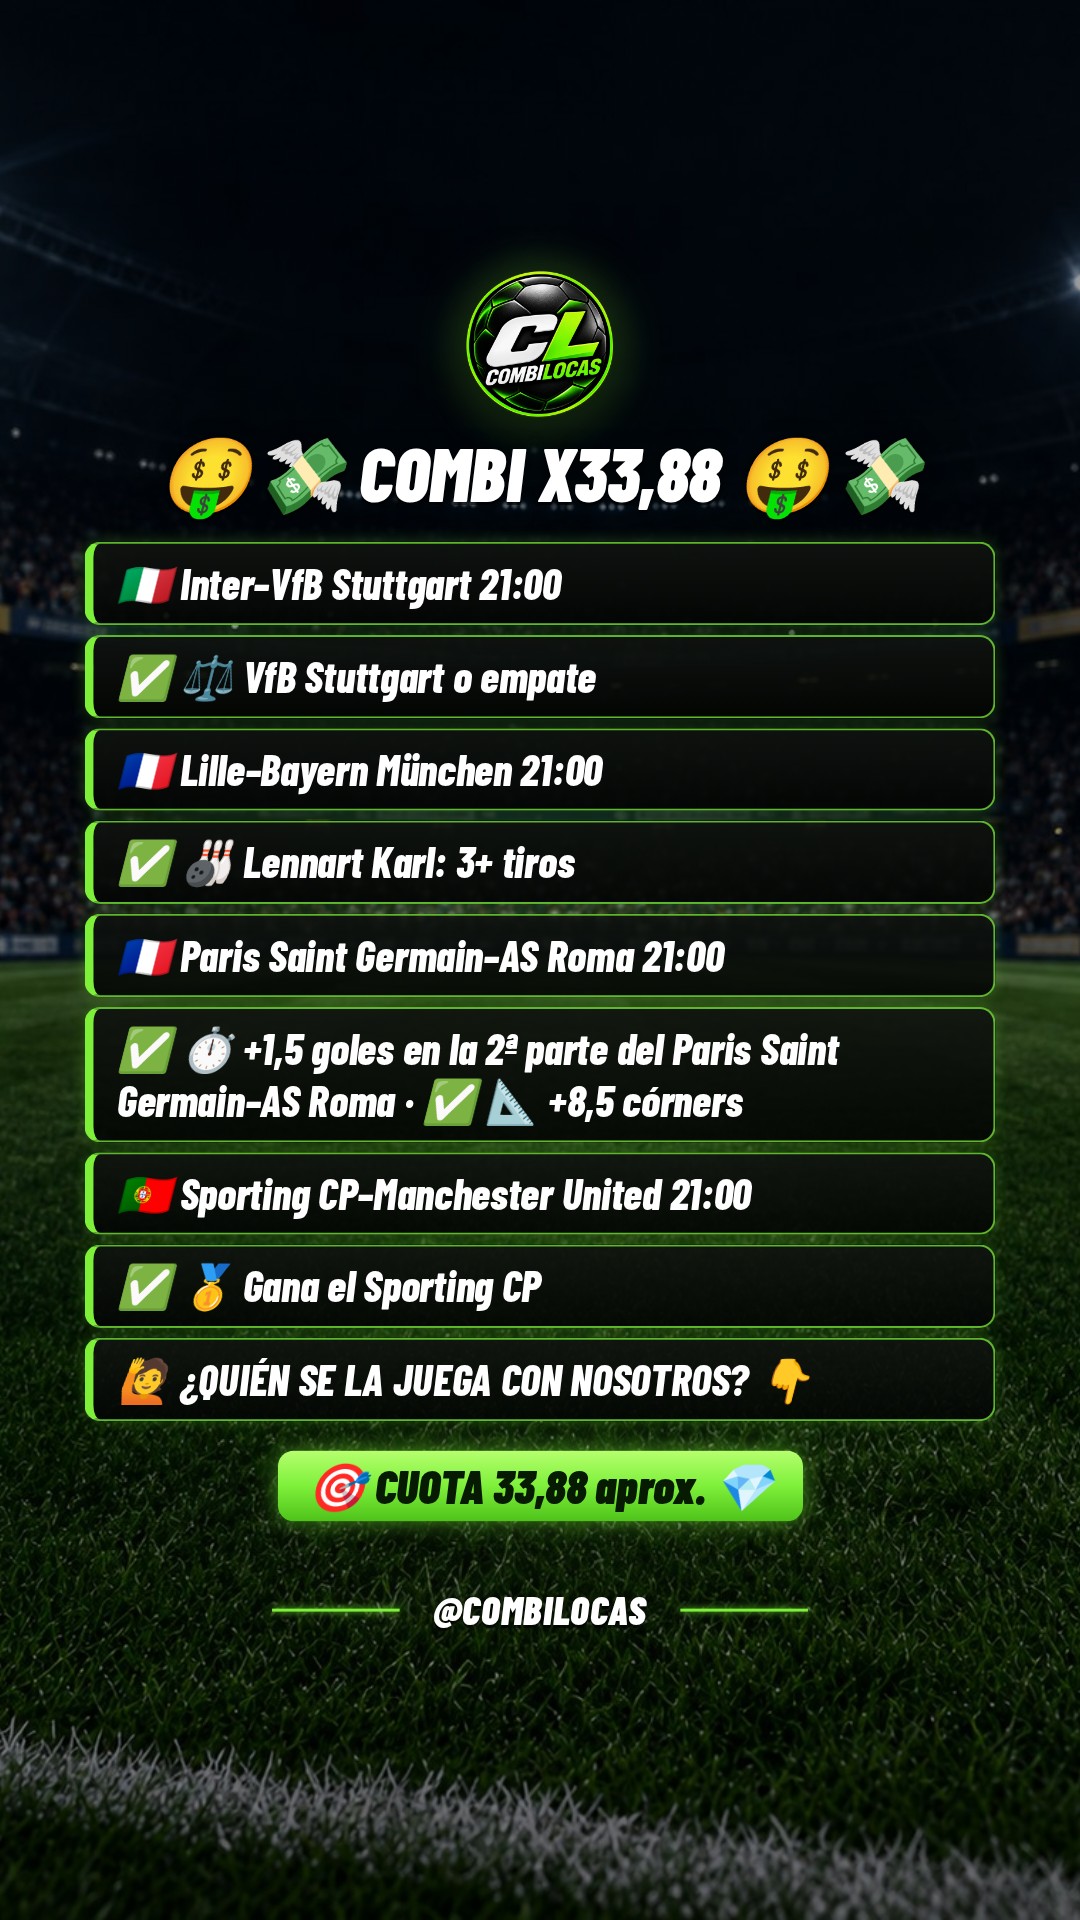 CL
COMBILOCAS
🤑💸 COMBI X33,88 🤑💸
🇮🇹 Inter-VfB Stuttgart 21:00
✅ ⚖️ VfB Stuttgart o empate
🇫🇷 Lille-Bayern München 21:00
✅ 🎳 Lennart Karl: 3+ tiros
🇫🇷 Paris Saint Germain-AS Roma 21:00
✅ ⏱️ +1,5 goles en la 2ª parte del Paris Saint
Germain-AS Roma · ✅ 📐 +8,5 córners
🇵🇹 Sporting CP-Manchester United 21:00
✅ 🥇 Gana el Sporting CP
🙋 ¿QUIÉN SE LA JUEGA CON NOSOTROS? 👇
🎯 CUOTA 33,88 aprox. 💎
@COMBILOCAS